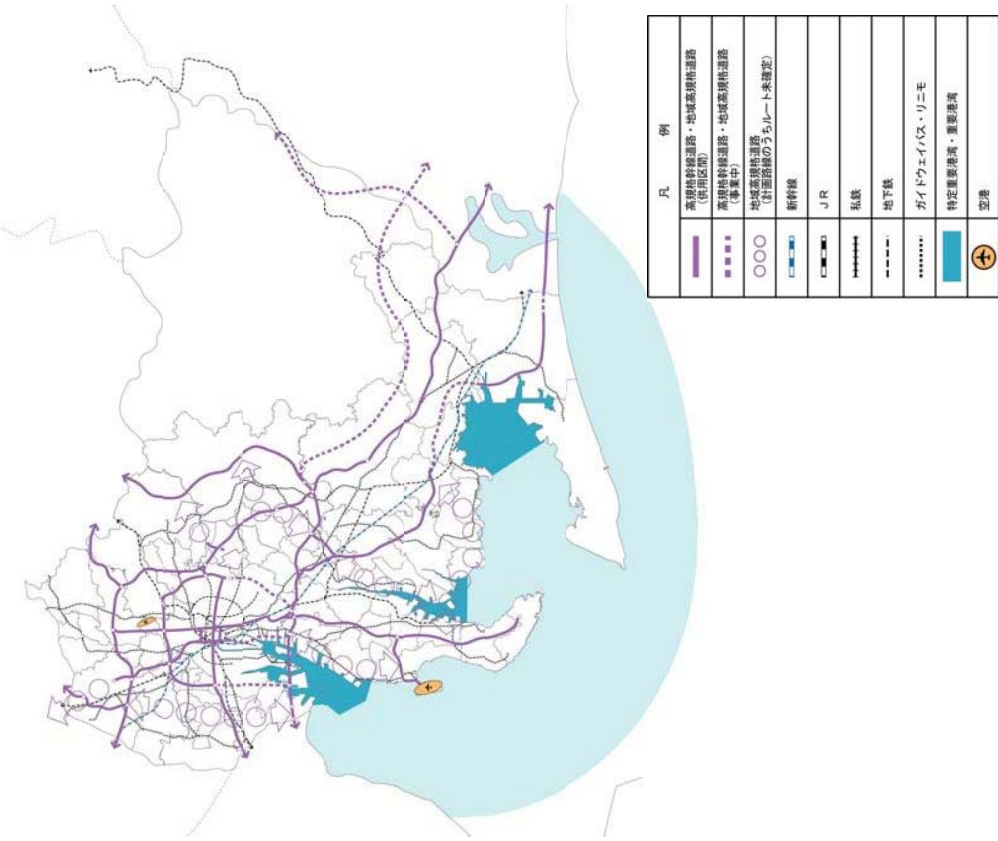 凡　例
高規格幹線道路・地域高規格道路
(供用区間)
高規格幹線道路・地域高規格道路
(事業中)
地域高規格道路
(計画路線のうちルート未確定)
新幹線
ＪＲ
私鉄
地下鉄
ガイドウェイバス・リニモ
特定重要港湾・重要港湾
空港